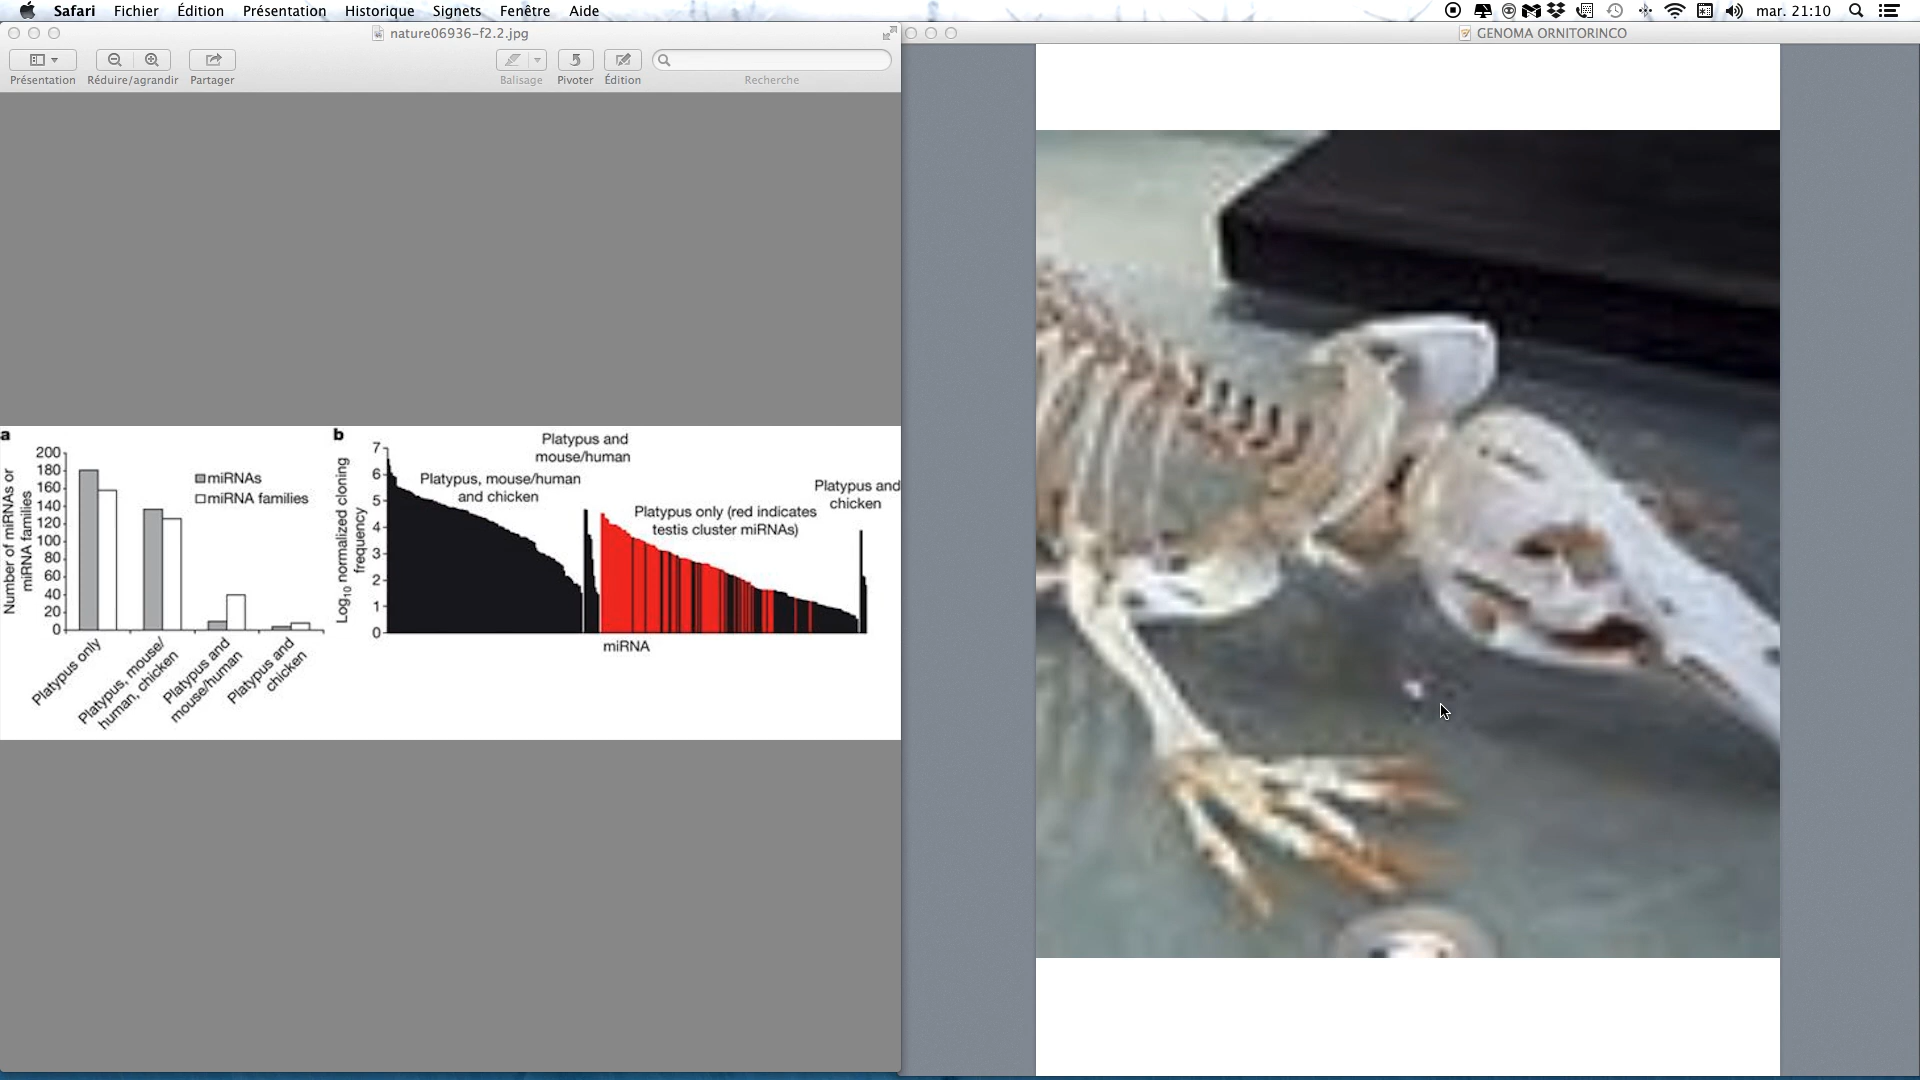 Safari Fichier Édition Présentation Historique Signets Fenêtre Aide
mar. 21:10
nature06936-f2.2.jpg
GENOMA ORNITORINCO
Présentation Réduire/agrandir Partager Balisage Pivoter Édition Recherche
a
Number of miRNAs or
miRNA families
200
180
160
140
120
100
80
60
40
20
0
miRNAs
miRNA families
Platypus only
Platypus, mouse/
human, chicken
Platypus and
mouse/human
Platypus and
chicken
b
Log10 normalized cloning
frequency
7
6
5
4
3
2
1
0
Platypus and
mouse/human
Platypus, mouse/human
and chicken
Platypus and
chicken
Platypus only (red indicates
testis cluster miRNAs)
miRNA